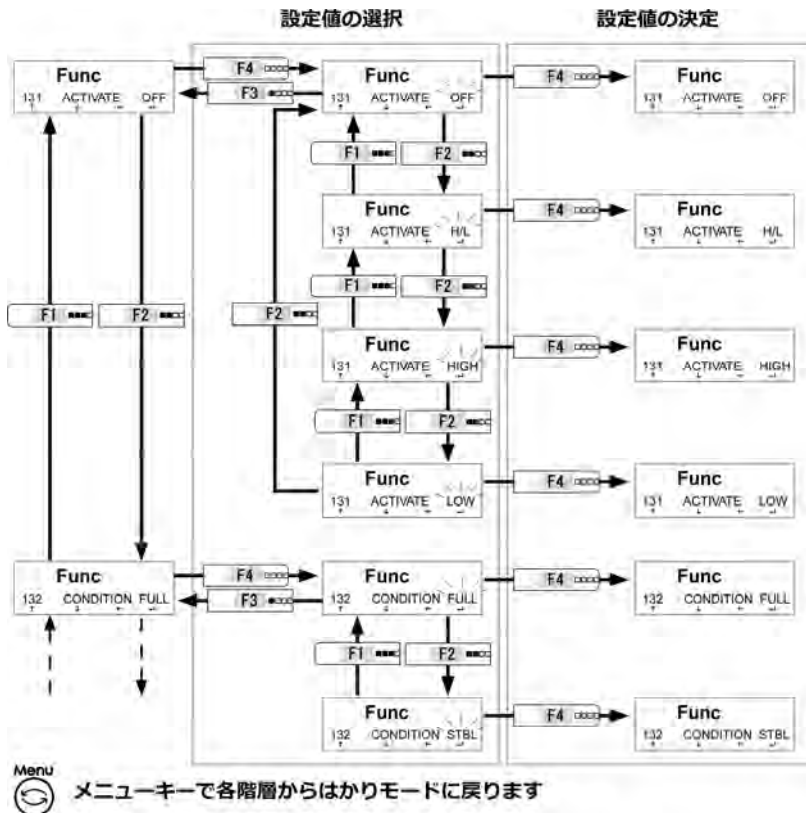 設定値の選択 設定値の決定
Func F4 Func F4 Func
131 ACTIVATE OFF F3 131 ACTIVATE OFF 131 ACTIVATE OFF
F1 F2
Func F4 Func
131 ACTIVATE H/L 131 ACTIVATE H/L
F1 F2 F2 F1 F2
Func F4 Func
131 ACTIVATE HIGH 131 ACTIVATE HIGH
F1 F2
Func F4 Func
131 ACTIVATE LOW 131 ACTIVATE LOW
Func F4 Func F4 Func
132 CONDITION FULL F3 132 CONDITION FULL 132 CONDITION FULL
F1 F2
Func F4 Func
132 CONDITION STBL 132 CONDITION STBL
Menu
メニューキーで各階層からはかりモードに戻ります